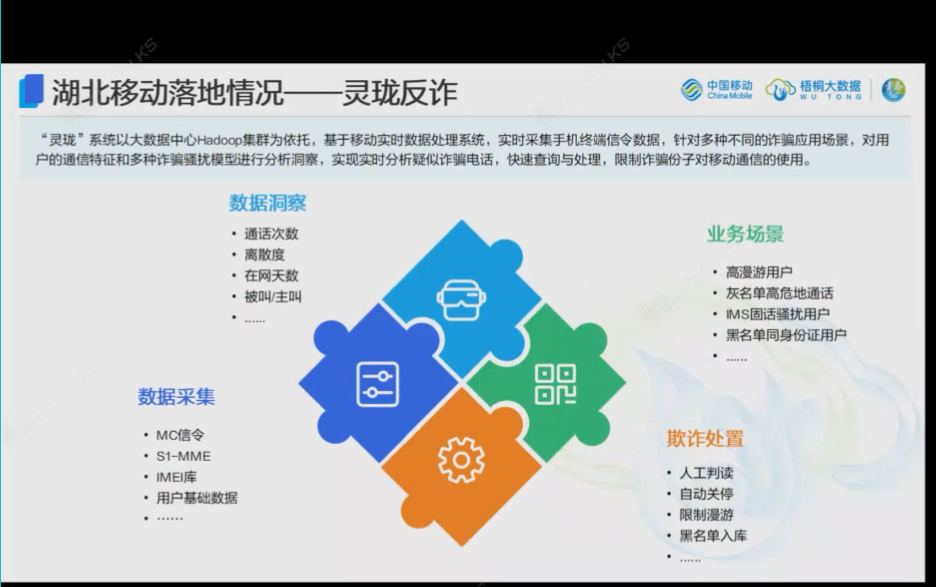 湖北移动落地情况——灵珑反诈
中国移动
China Mobile
梧桐大数据
WU TONG
“灵珑”系统以大数据中心Hadoop集群为依托，基于移动实时数据处理系统，实时采集手机终端信令数据，针对多种不同的诈骗应用场景，对用
户的通信特征和多种诈骗骚扰模型进行分析洞察，实现实时分析疑似诈骗电话，快速查询与处理，限制诈骗份子对移动通信的使用。
数据洞察
• 通话次数
• 离散度
• 在网天数
• 被叫/主叫
• ……
业务场景
• 高漫游用户
• 灰名单高危地通话
• IMS固话骚扰用户
• 黑名单同身份证用户
• ……
数据采集
• MC信令
• S1-MME
• IMEI库
• 用户基础数据
• ……
欺诈处置
• 人工判读
• 自动关停
• 限制漫游
• 黑名单入库
• ……